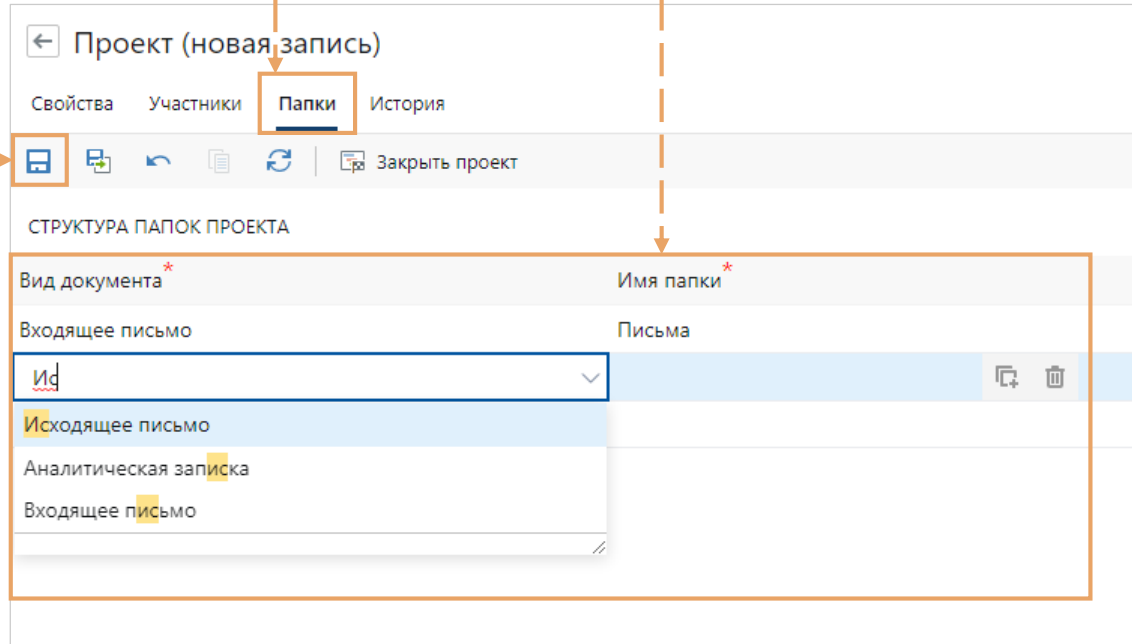 Проект (новая запись)
Свойства Участники Папки История
Закрыть проект
СТРУКТУРА ПАПОК ПРОЕКТА
Вид документа* Имя папки*
Входящее письмо Письма
Ис
Исходящее письмо
Аналитическая записка
Входящее письмо